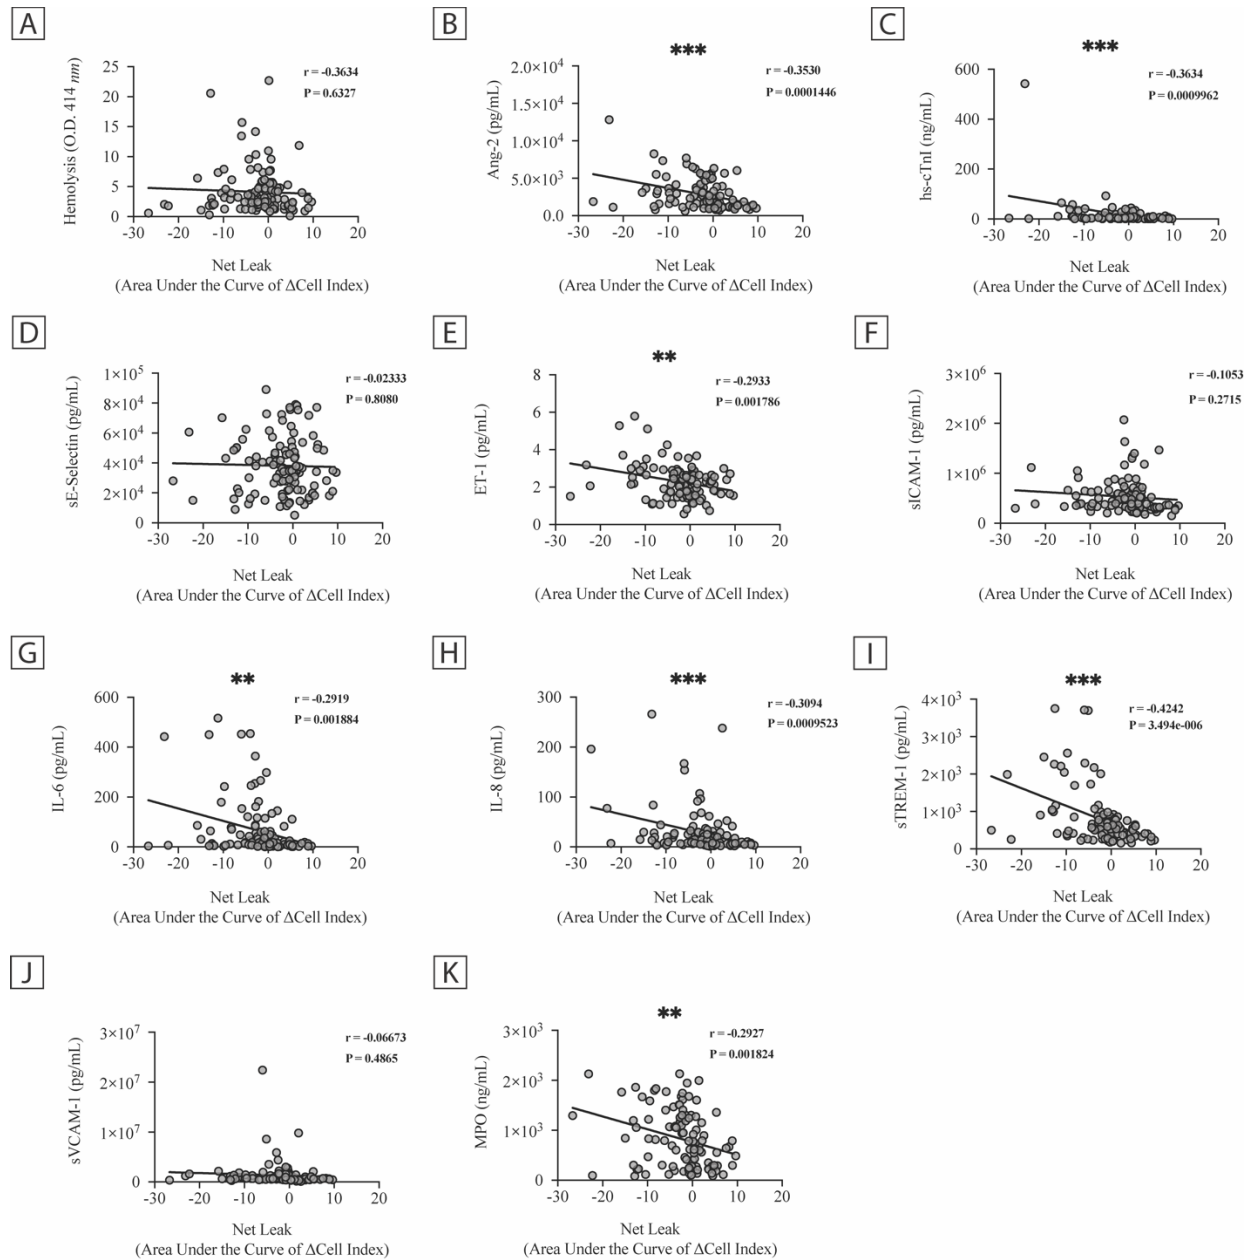 A
Hemolysis (O.D. 414 nm)
25
20
15
10
5
0
-30 -20 -10 0 10 20
r = -0.3634
P = 0.6327
Net Leak
(Area Under the Curve of ΔCell Index)
B
***
Ang-2 (pg/mL)
2.0×10⁴
1.5×10⁴
1.0×10⁴
5.0×10³
0.0
-30 -20 -10 0 10 20
r = -0.3530
P = 0.0001446
Net Leak
(Area Under the Curve of ΔCell Index)
C
***
hs-cTnI (ng/mL)
600
400
200
0
-30 -20 -10 0 10 20
r = -0.3634
P = 0.0009962
Net Leak
(Area Under the Curve of ΔCell Index)
D
sE-Selectin (pg/mL)
1×10⁵
8×10⁴
6×10⁴
4×10⁴
2×10⁴
0
-30 -20 -10 0 10 20
r = -0.02333
P = 0.8080
Net Leak
(Area Under the Curve of ΔCell Index)
E
**
ET-1 (pg/mL)
8
6
4
2
0
-30 -20 -10 0 10 20
r = -0.2933
P = 0.001786
Net Leak
(Area Under the Curve of ΔCell Index)
F
sICAM-1 (pg/mL)
3×10⁶
2×10⁶
1×10⁶
0
-30 -20 -10 0 10 20
r = -0.1053
P = 0.2715
Net Leak
(Area Under the Curve of ΔCell Index)
G
**
IL-6 (pg/mL)
600
400
200
0
-30 -20 -10 0 10 20
r = -0.2919
P = 0.001884
Net Leak
(Area Under the Curve of ΔCell Index)
H
***
IL-8 (pg/mL)
300
200
100
0
-30 -20 -10 0 10 20
r = -0.3094
P = 0.0009523
Net Leak
(Area Under the Curve of ΔCell Index)
I
***
sTREM-1 (pg/mL)
4×10³
3×10³
2×10³
1×10³
0
-30 -20 -10 0 10 20
r = -0.4242
P = 3.494e-006
Net Leak
(Area Under the Curve of ΔCell Index)
J
sVCAM-1 (pg/mL)
3×10⁷
2×10⁷
1×10⁷
0
-30 -20 -10 0 10 20
r = -0.06673
P = 0.4865
Net Leak
(Area Under the Curve of ΔCell Index)
K
**
MPO (ng/mL)
3×10³
2×10³
1×10³
0
-30 -20 -10 0 10 20
r = -0.2927
P = 0.001824
Net Leak
(Area Under the Curve of ΔCell Index)